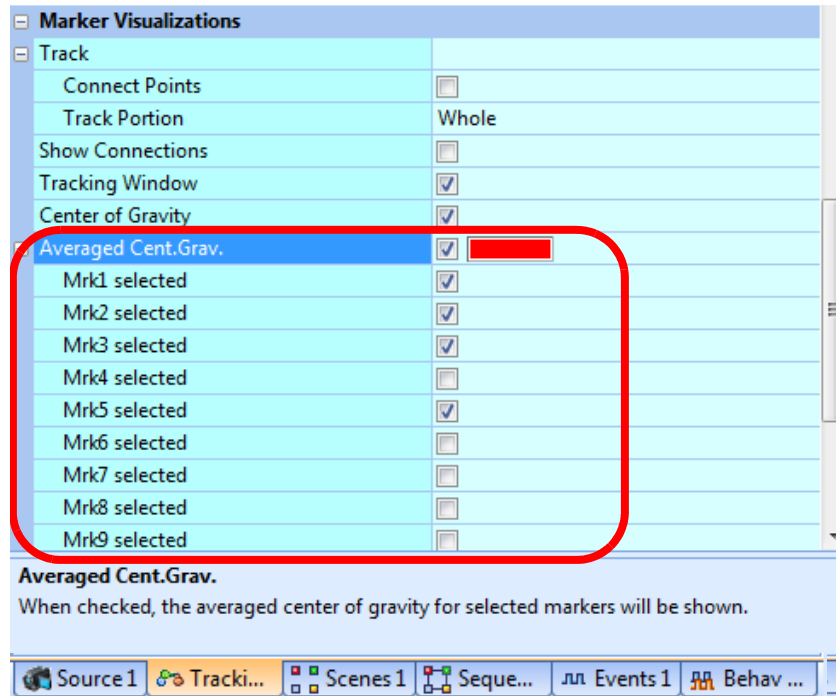 Marker Visualizations
Track
Connect Points
Track Portion Whole
Show Connections
Tracking Window
Center of Gravity
Averaged Cent.Grav.
Mrk1 selected
Mrk2 selected
Mrk3 selected
Mrk4 selected
Mrk5 selected
Mrk6 selected
Mrk7 selected
Mrk8 selected
Mrk9 selected
Averaged Cent.Grav.
When checked, the averaged center of gravity for selected markers will be shown.
Source 1 Tracki... Scenes 1 Seque... Events 1 Behav ...